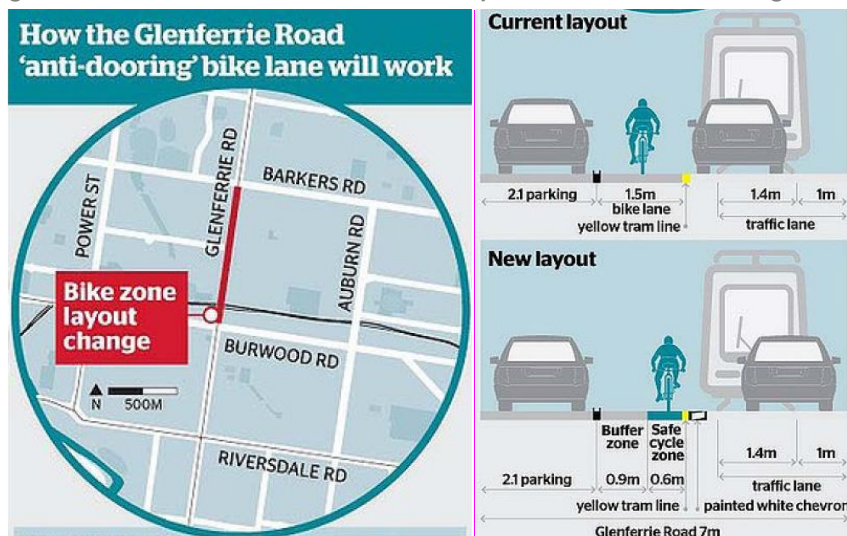 How the Glenferrie Road
'anti-dooring' bike lane will work
GLENFERRIE RD
BARKERS RD
POWER ST
AUBURN RD
Bike zone
layout
change
BURWOOD RD
N 500M
RIVERSDALE RD
Current layout
2.1 parking 1.5m 1.4m 1m
bike lane
yellow tram line traffic lane
New layout
Buffer zone
Safe cycle zone
1.4m 1m
2.1 parking 0.9m 0.6m traffic lane
yellow tram line painted white chevron
Glenferrie Road 7m